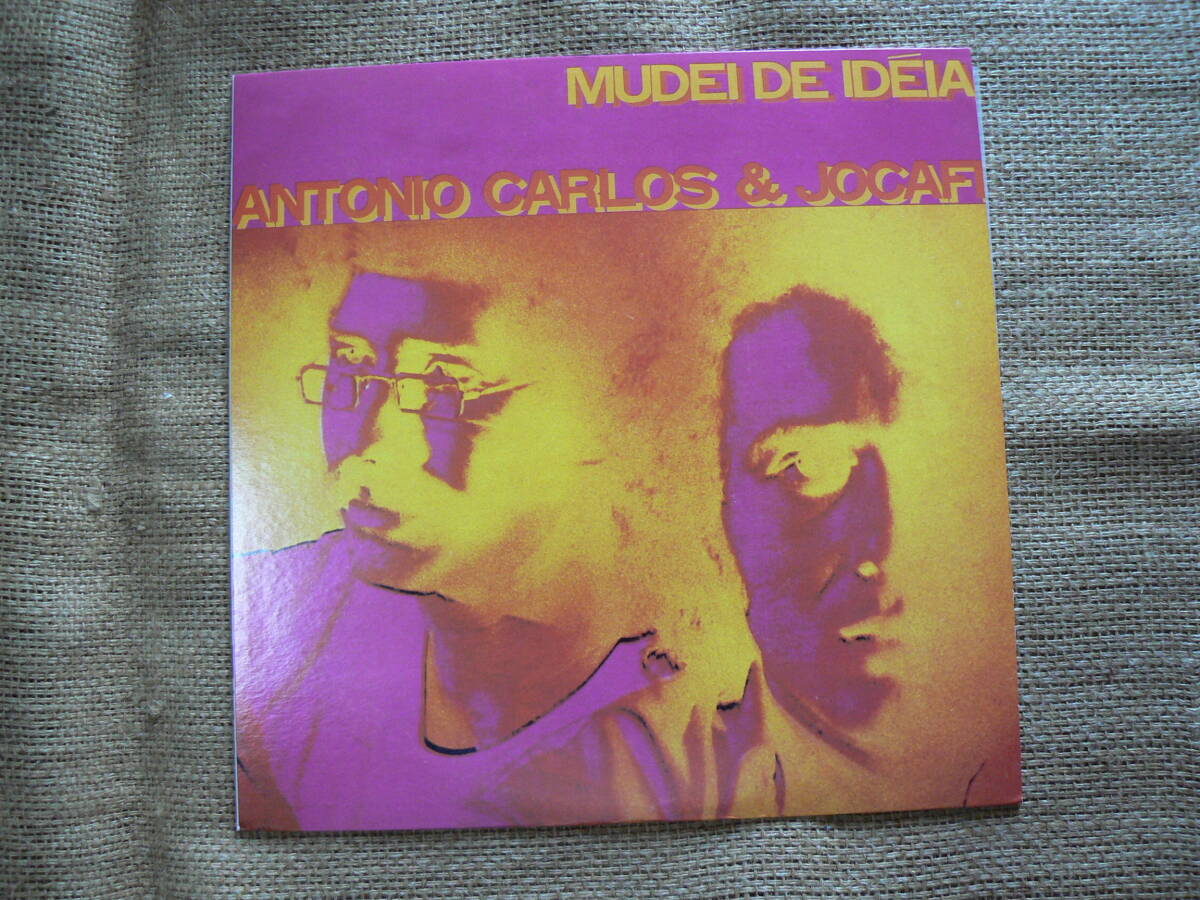 MUDEI DE IDÉIA
ANTONIO CARLOS & JOCAFI